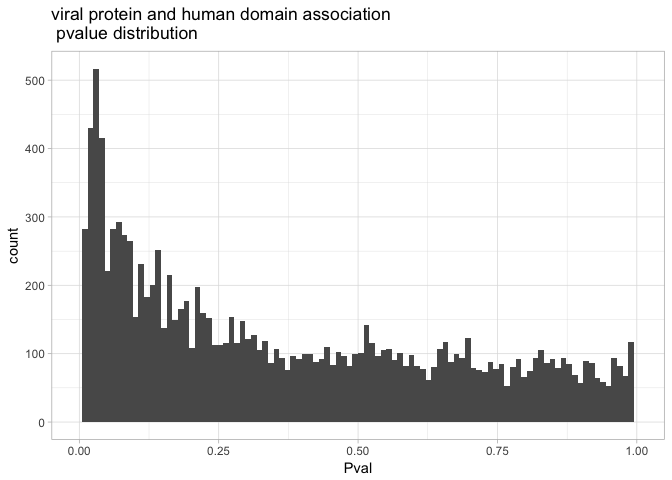 viral protein and human domain association
pvalue distribution
500
400
300
200
100
0
count
0.00 0.25 0.50 0.75 1.00
Pval